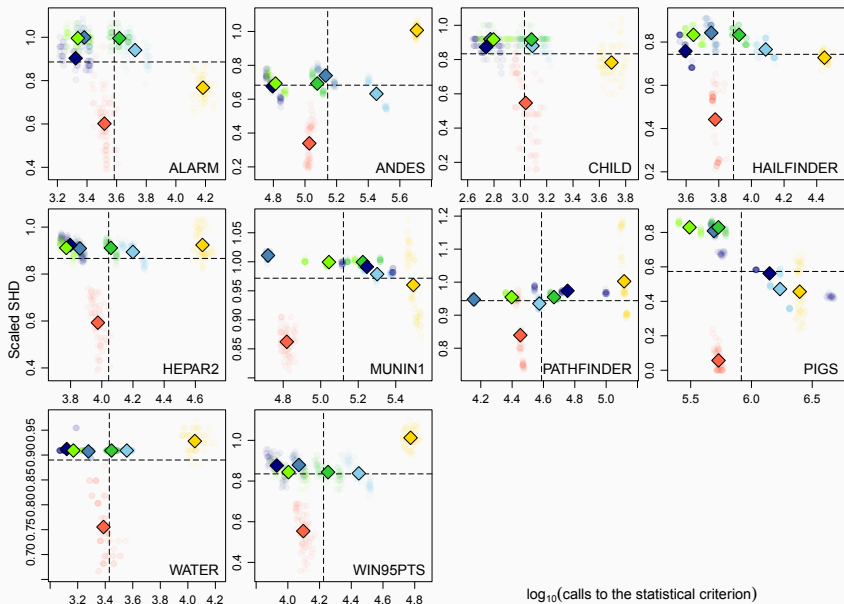 1.0
0.8
0.6
0.4
3.2 3.4 3.6 3.8 4.0 4.2
ALARM
1.0
0.8
0.6
0.4
0.2
4.8 5.0 5.2 5.4 5.6
ANDES
1.0
0.8
0.6
0.4
0.2
2.6 2.8 3.0 3.2 3.4 3.6 3.8
CHILD
0.8
0.6
0.4
0.2
3.6 3.8 4.0 4.2 4.4
HAILFINDER
Scaled SHD
1.0
0.8
0.6
0.4
3.8 4.0 4.2 4.4 4.6
HEPAR2
1.05
1.00
0.95
0.90
0.85
4.8 5.0 5.2 5.4
MUNIN1
1.2
1.1
1.0
0.9
0.8
4.2 4.4 4.6 4.8 5.0
PATHFINDER
0.8
0.6
0.4
0.2
0.0
5.5 6.0 6.5
PIGS
0.95
0.90
0.85
0.80
0.75
0.70
3.2 3.4 3.6 3.8 4.0 4.2
WATER
1.0
0.8
0.6
0.4
4.0 4.2 4.4 4.6 4.8
WIN95PTS
log₁₀(calls to the statistical criterion)